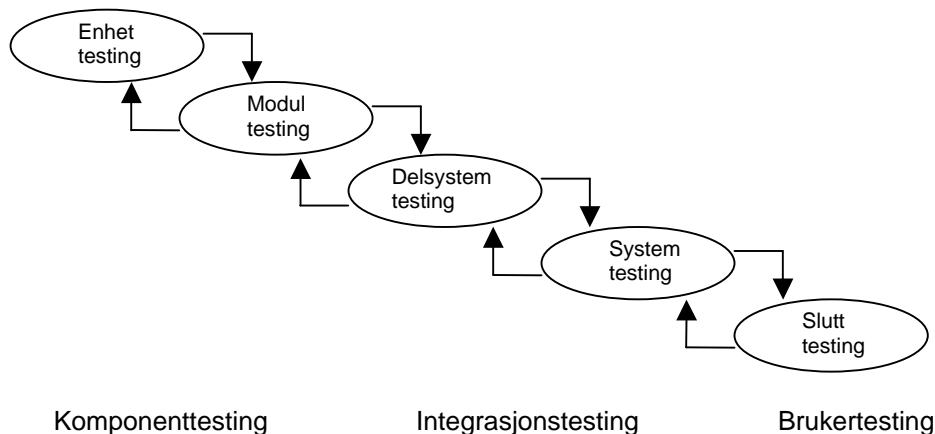 Enhet
testing
Modul
testing
Delsystem
testing
System
testing
Slutt
testing
Komponenttesting
Integrasjonstesting
Brukertesting